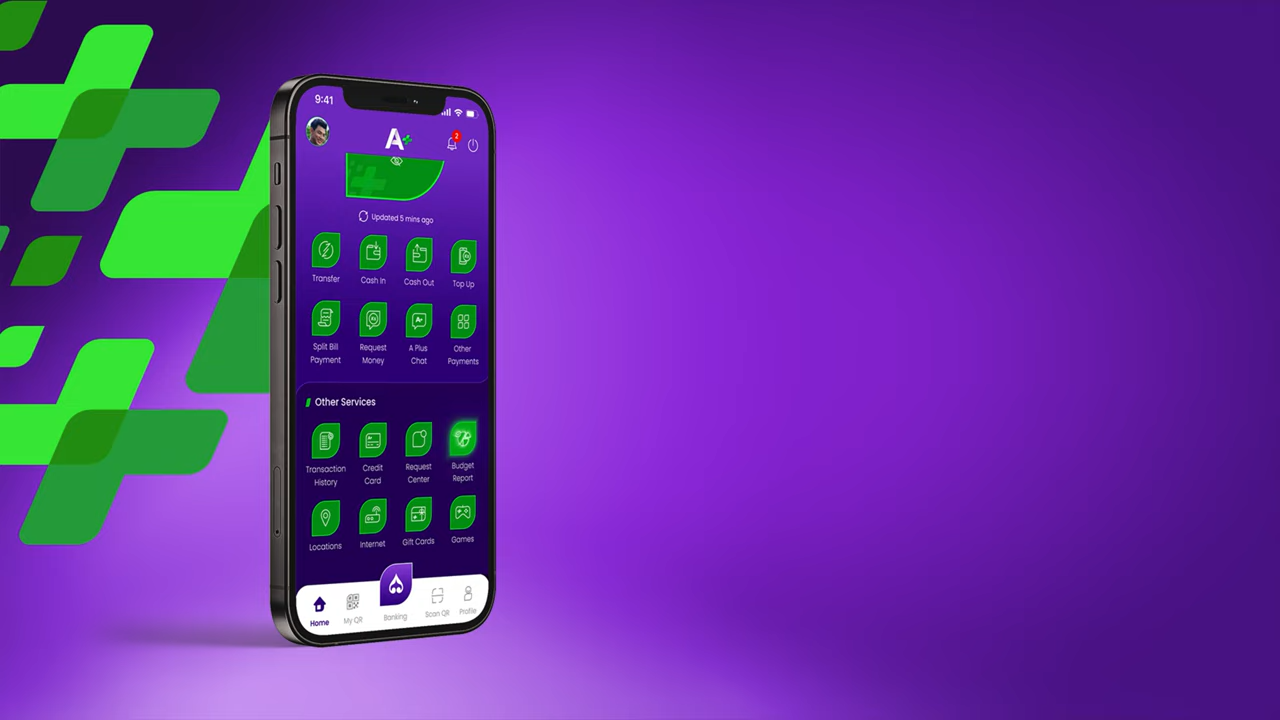 9:41
A+
2
Updated 5 mins ago
Transfer
Cash In
Cash Out
Top Up
Split Bill
Payment
Request
Money
A Plus
Chat
Other
Payments
Other Services
Transaction
History
Credit
Card
Request
Center
Budget
Report
Locations
Internet
Gift Cards
Games
Home
My QR
Banking
Scan QR
Profile